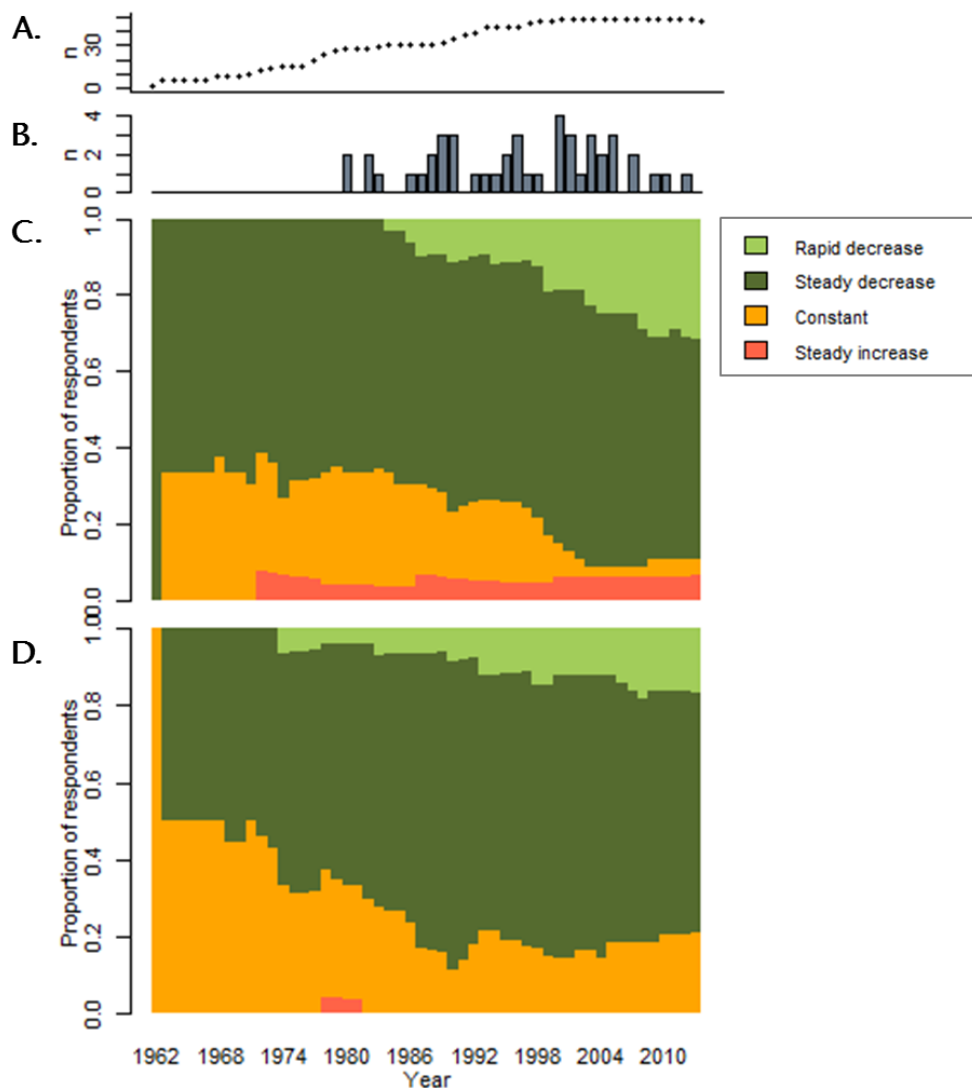 A.
n
30
0
B.
n
4
2
0
C.
Proportion of respondents
1.0
0.8
0.6
0.4
0.2
0.0
Rapid decrease
Steady decrease
Constant
Steady increase
D.
Proportion of respondents
1.0
0.8
0.6
0.4
0.2
0.0
1962 1968 1974 1980 1986 1992 1998 2004 2010
Year